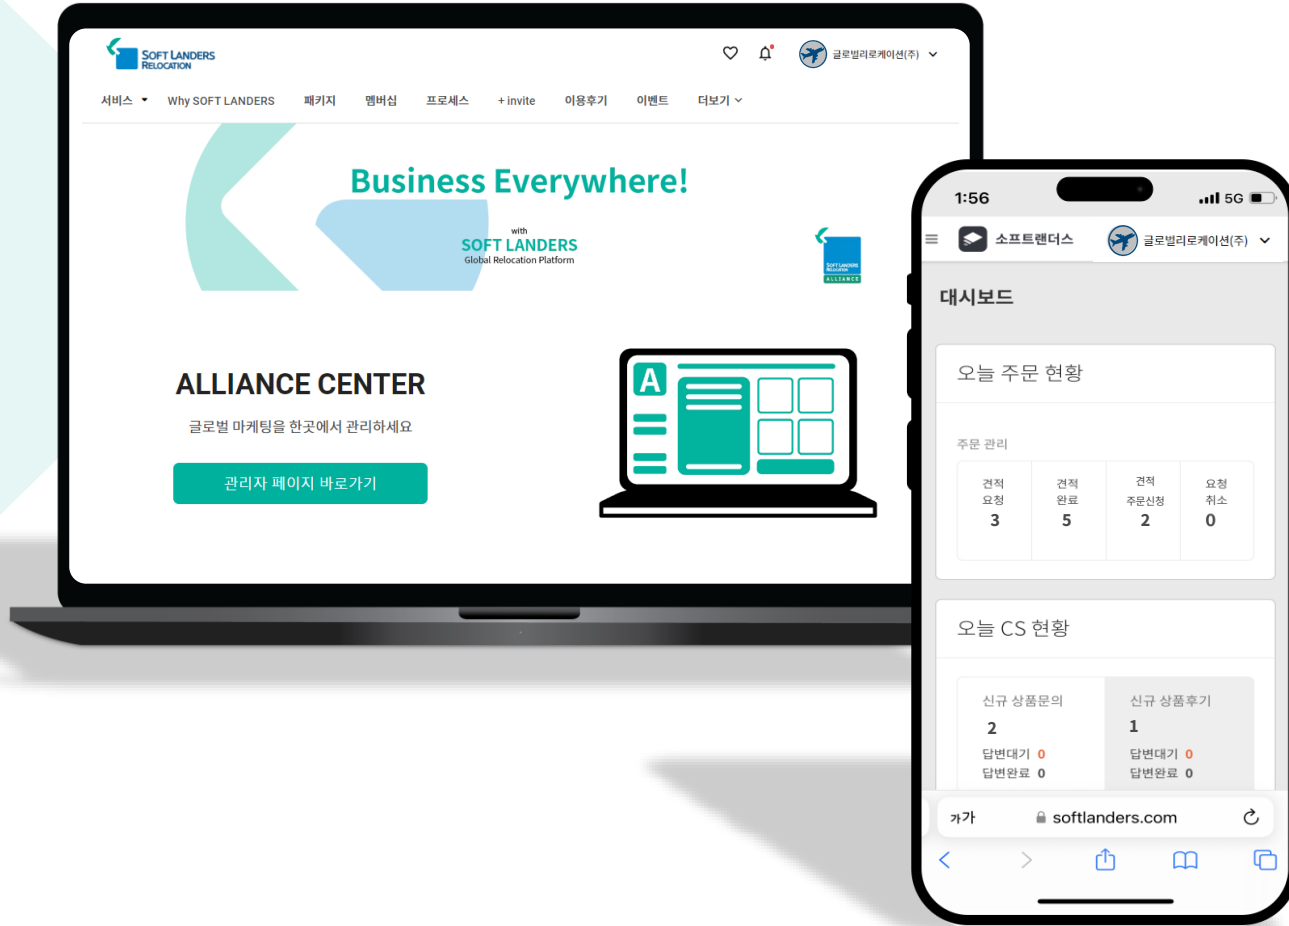 SOFT LANDERS
RELOCATION
글로벌리로케이션(주)
서비스 Why SOFT LANDERS 패키지 멤버십 프로세스 + invite 이용후기 이벤트 더보기
Business Everywhere!
with
SOFT LANDERS
Global Relocation Platform
SOFT LANDERS
RELOCATION
ALLIANCE
ALLIANCE CENTER
글로벌 마케팅을 한곳에서 관리하세요
관리자 페이지 바로가기
A
1:56 5G
소프트랜더스 글로벌리로케이션(주)
대시보드
오늘 주문 현황
주문 관리
견적 견적 견적 요청
요청 완료 주문신청 취소
3 5 2 0
오늘 CS 현황
신규 상품문의 신규 상품후기
2 1
답변대기 0 답변대기 0
답변완료 0 답변완료 0
가가 softlanders.com